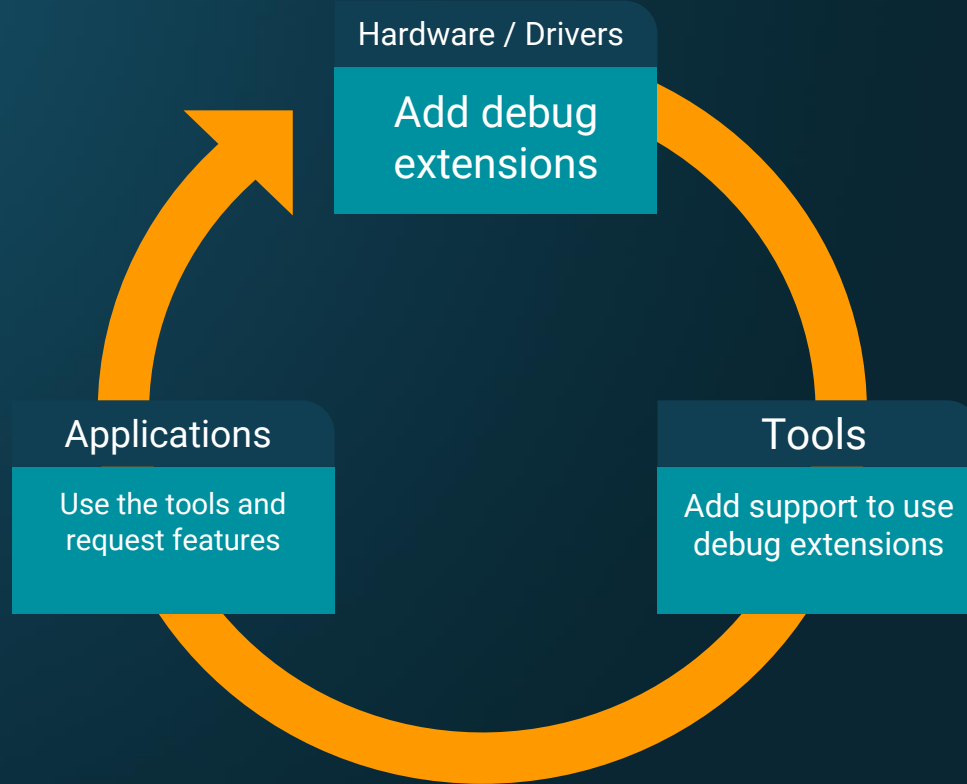 Hardware / Drivers
Add debug
extensions
Applications
Use the tools and
request features
Tools
Add support to use
debug extensions